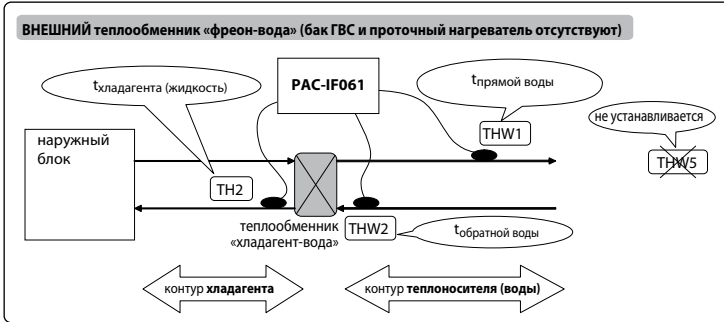 ВНЕШНИЙ теплообменник «фреон-вода» (бак ГВС и проточный нагреватель отсутствуют)
tхладагента (жидкость)
PAC-IF061
tпрямой воды
не устанавливается
THW1
THW5
наружный
блок
TH2
теплообменник
«хладагент-вода»
THW2
tобратной воды
контур хладагента
контур теплоносителя (воды)